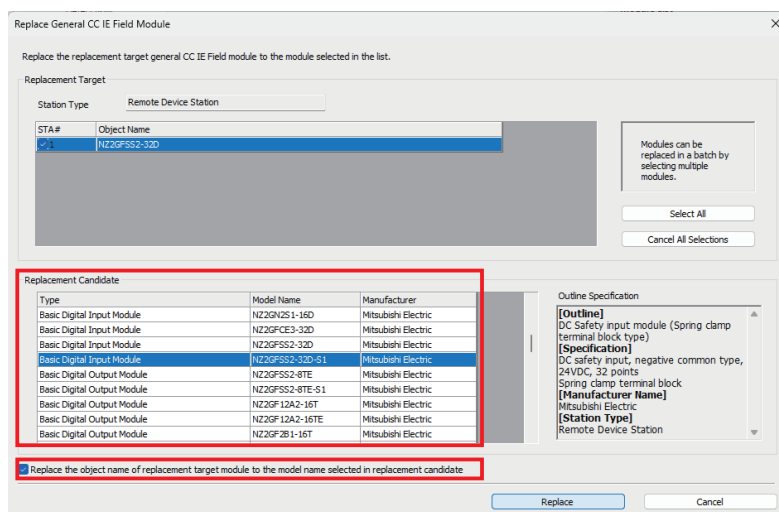 Replace General CC IE Field Module
Replace the replacement target general CC IE Field module to the module selected in the list.
Replacement Target
Station Type Remote Device Station
STA# Object Name
1 NZ2GFSS2-32D
Modules can be
replaced in a batch by
selecting multiple
modules.
Select All
Cancel All Selections
Replacement Candidate
Type Model Name Manufacturer
Basic Digital Input Module NZ2GN2S1-16D Mitsubishi Electric
Basic Digital Input Module NZ2GFCE3-32D Mitsubishi Electric
Basic Digital Input Module NZ2GFSS2-32D Mitsubishi Electric
Basic Digital Input Module NZ2GFSS2-32D-S1 Mitsubishi Electric
Basic Digital Output Module NZ2GFSS2-8TE Mitsubishi Electric
Basic Digital Output Module NZ2GFSS2-8TE-S1 Mitsubishi Electric
Basic Digital Output Module NZ2GF12A2-16T Mitsubishi Electric
Basic Digital Output Module NZ2GF12A2-16TE Mitsubishi Electric
Basic Digital Output Module NZ2GF2B1-16T Mitsubishi Electric
Outline Specification
[Outline]
DC Safety input module (Spring clamp
terminal block type)
[Specification]
DC safety input, negative common type,
24VDC, 32 points
Spring clamp terminal block
[Manufacturer Name]
Mitsubishi Electric
[Station Type]
Remote Device Station
Replace the object name of replacement target module to the model name selected in replacement candidate
Replace
Cancel